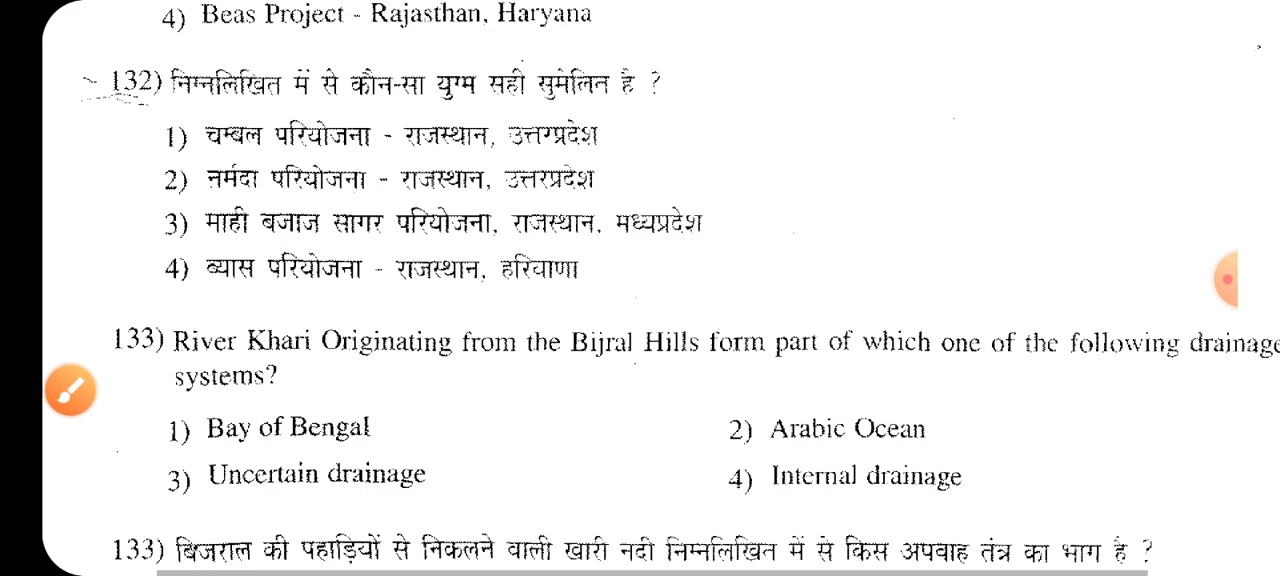 4) Beas Project - Rajasthan, Haryana
132) निम्नलिखित में से कौन-सा युग्म सही सुमेलित है ?
1) चम्बल परियोजना - राजस्थान, उत्तरप्रदेश
2) नर्मदा परियोजना - राजस्थान, उत्तरप्रदेश
3) माही बजाज सागर परियोजना, राजस्थान, मध्यप्रदेश
4) व्यास परियोजना - राजस्थान, हरियाणा
133) River Khari Originating from the Bijral Hills form part of which one of the following drainage
systems?
1) Bay of Bengal 2) Arabic Ocean
3) Uncertain drainage 4) Internal drainage
133) बिजराल की पहाड़ियों से निकलने वाली खारी नदी निम्नलिखित में से किस अपवाह तंत्र का भाग है ?